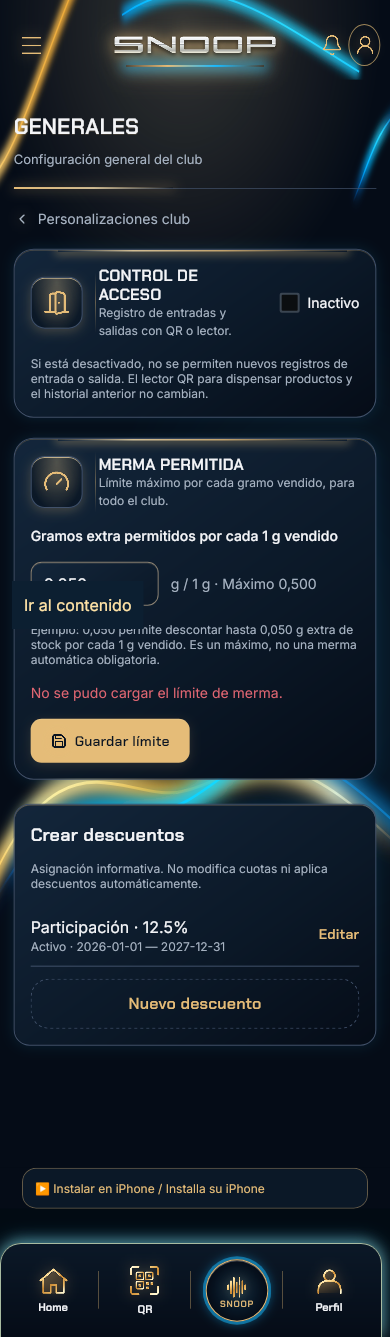 SNOOP
GENERALES
Configuración general del club
Personalizaciones club
CONTROL DE
ACCESO
Registro de entradas y
salidas con QR o lector.
Inactivo
Si está desactivado, no se permiten nuevos registros de
entrada o salida. El lector QR para dispensar productos y
el historial anterior no cambian.
MERMA PERMITIDA
Límite máximo por cada gramo vendido, para
todo el club.
Gramos extra permitidos por cada 1 g vendido
g / 1 g · Máximo 0,500
Ir al contenido
Ejemplo: 0,050 permite descontar hasta 0,050 g extra de
stock por cada 1 g vendido. Es un máximo, no una merma
automática obligatoria.
No se pudo cargar el límite de merma.
Guardar límite
Crear descuentos
Asignación informativa. No modifica cuotas ni aplica
descuentos automáticamente.
Participación · 12.5%
Activo · 2026-01-01 — 2027-12-31
Editar
Nuevo descuento
Instalar en iPhone / Installa su iPhone
Home
QR
SNOOP
Perfil